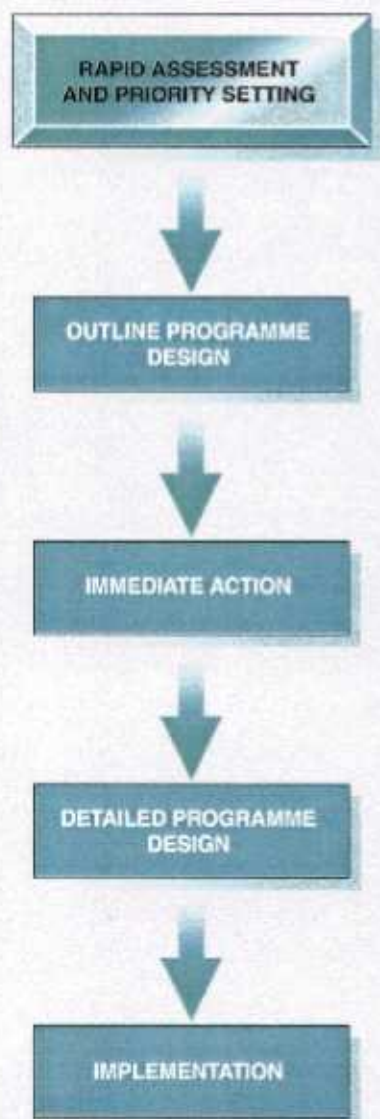 RAPID ASSESSMENT
AND PRIORITY SETTING
OUTLINE PROGRAMME
DESIGN
IMMEDIATE ACTION
DETAILED PROGRAMME
DESIGN
IMPLEMENTATION